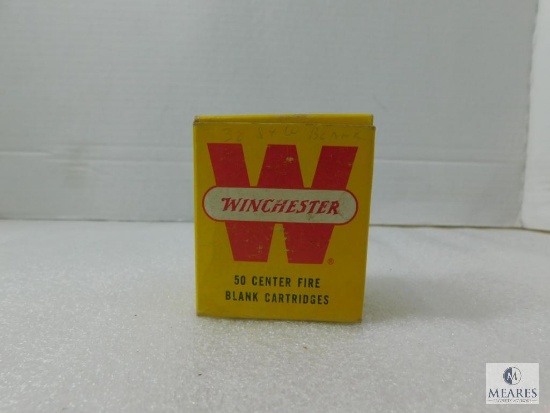 WINCHESTER
®
50 CENTER FIRE
BLANK CARTRIDGES
M
MEARES